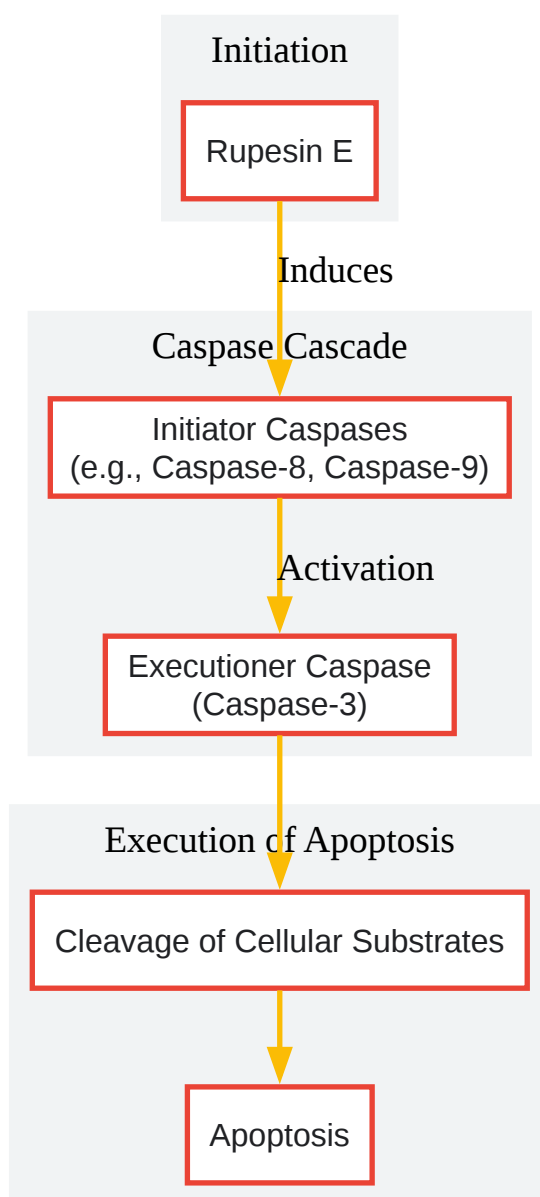 Initiation
Rupesin E
Induces
Caspase Cascade
Initiator Caspases
(e.g., Caspase-8, Caspase-9)
Activation
Executioner Caspase
(Caspase-3)
Execution of Apoptosis
Cleavage of Cellular Substrates
Apoptosis